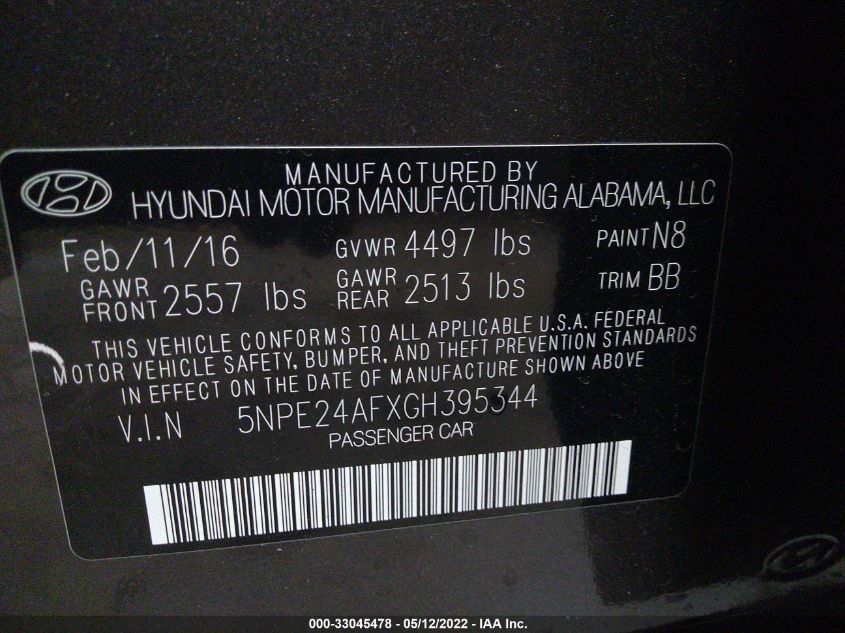 MANUFACTURED BY
HYUNDAI MOTOR MANUFACTURING ALABAMA, LLC
Feb/11/16 GVWR 4497 lbs PAINT N8
GAWR FRONT 2557 lbs GAWR REAR 2513 lbs TRIM BB
THIS VEHICLE CONFORMS TO ALL APPLICABLE U.S.A. FEDERAL
MOTOR VEHICLE SAFETY, BUMPER, AND THEFT PREVENTION STANDARDS
IN EFFECT ON THE DATE OF MANUFACTURE SHOWN ABOVE
V.I.N 5NPE24AFXGH395344
PASSENGER CAR
000-33045478 - 05/12/2022 - IAA Inc.